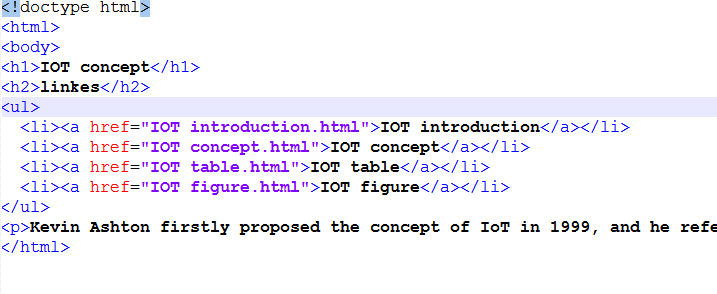 <!doctype html>
<html>
<body>
<h1>IOT concept</h1>
<h2>linkes</h2>
<ul>
  <li><a href="IOT introduction.html">IOT introduction</a></li>
  <li><a href="IOT concept.html">IOT concept</a></li>
  <li><a href="IOT table.html">IOT table</a></li>
  <li><a href="IOT figure.html">IOT figure</a></li>
</ul>
<p>Kevin Ashton firstly proposed the concept of IoT in 1999, and he refe
</html>